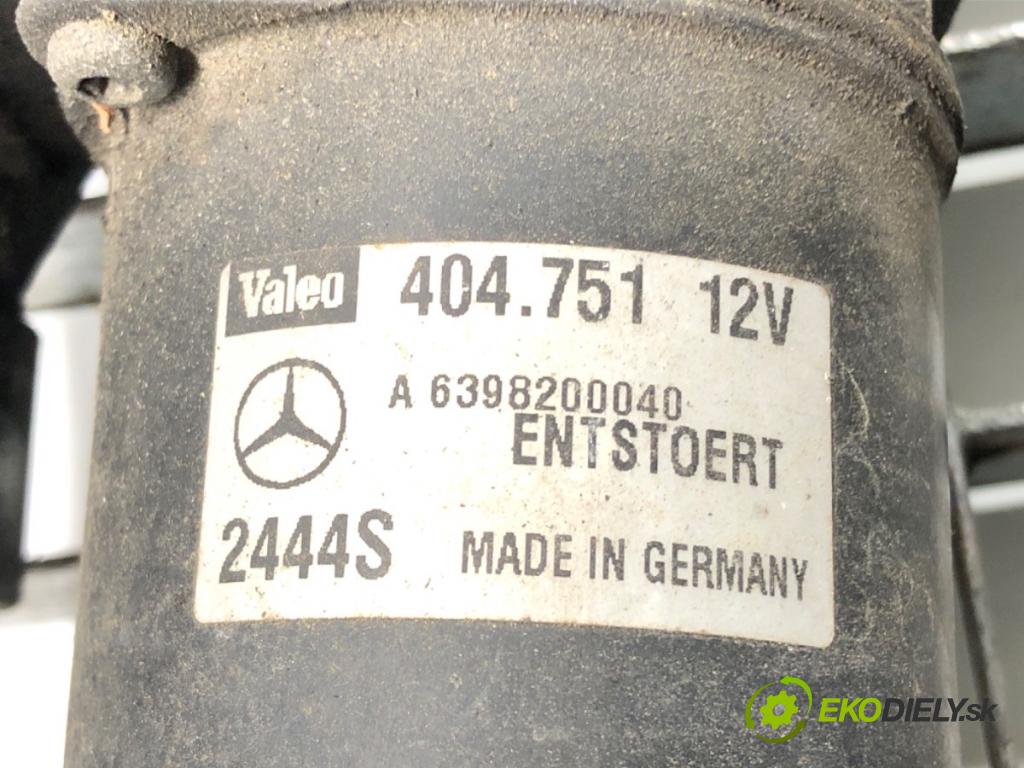 Valeo 404.751 12V
A 6398200040
ENTSTOERT
2444S MADE IN GERMANY
EKODIELY.sk